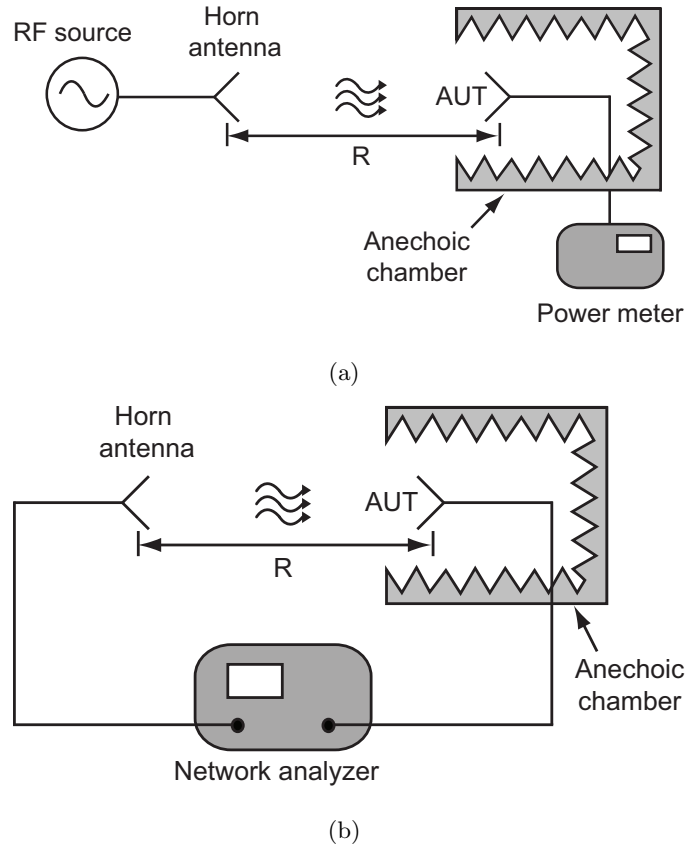 RF source
Horn
antenna
AUT
R
Anechoic
chamber
Power meter
(a)
Horn
antenna
AUT
R
Anechoic
chamber
Network analyzer
(b)